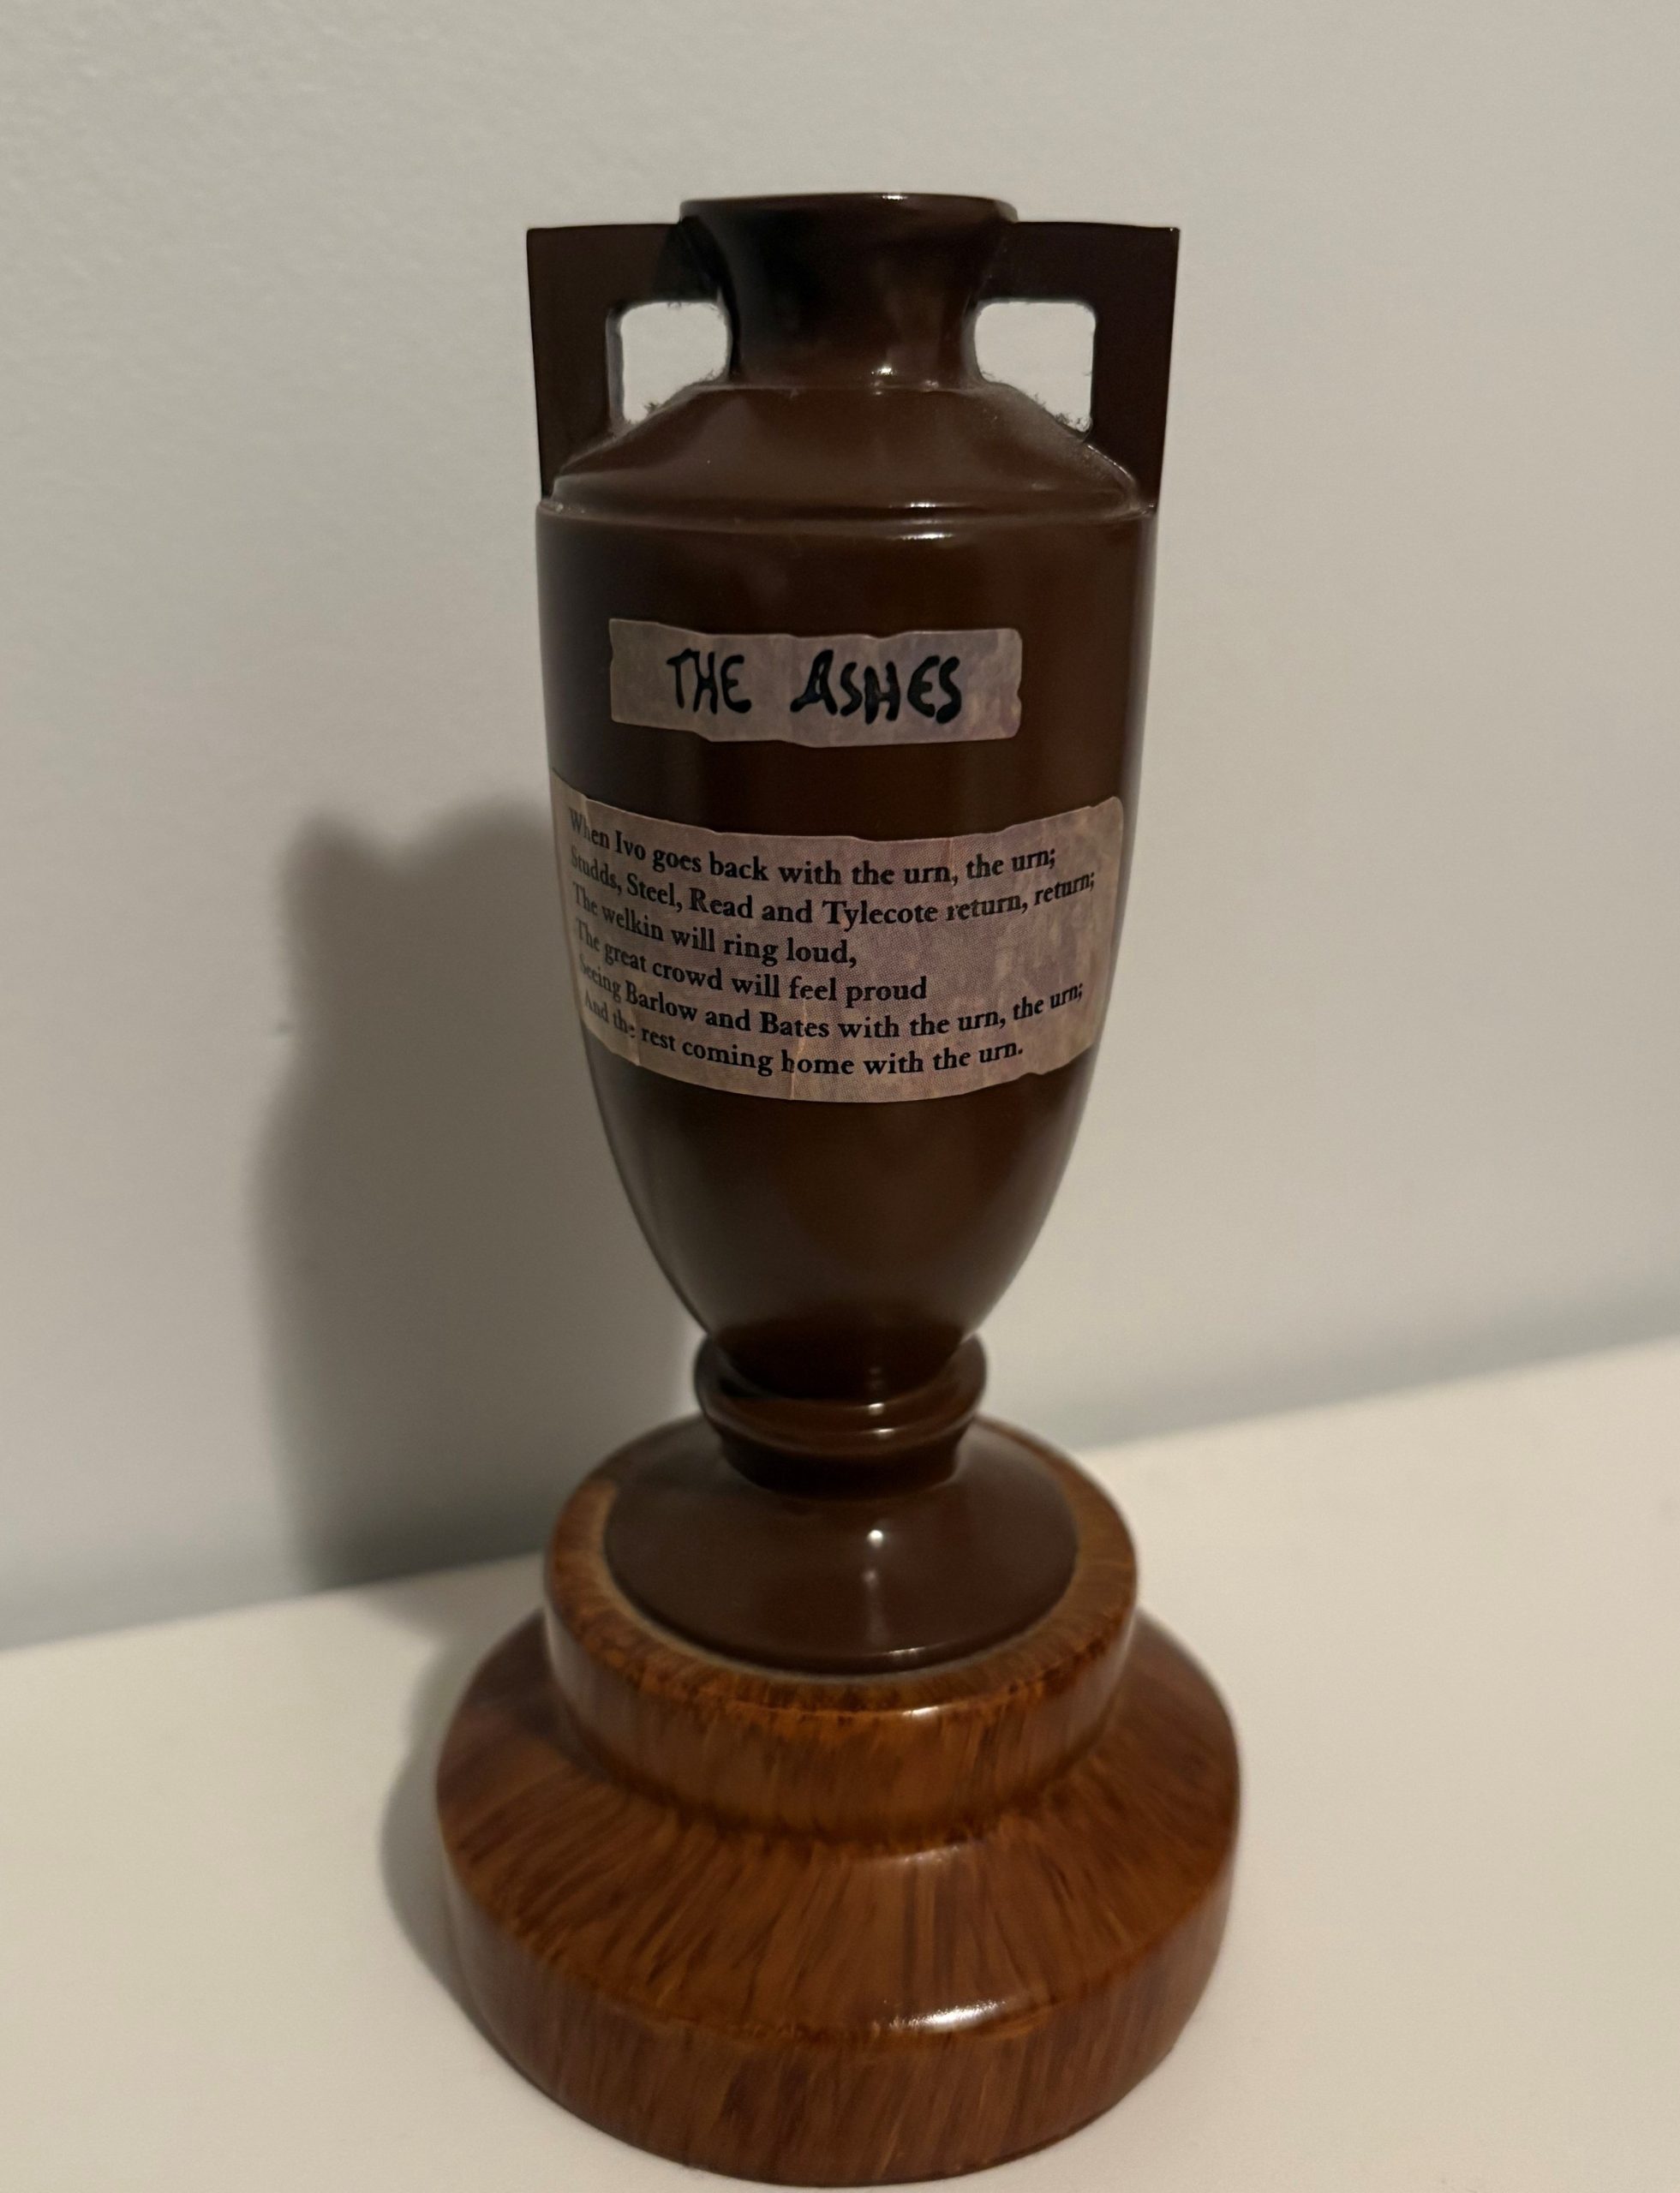 THE ASHES
When Ivo goes back with the urn, the urn;
Studds, Steel, Read and Tylecote return, return;
The welkin will ring loud,
The great crowd will feel proud
Seeing Barlow and Bates with the urn, the urn;
And the rest coming home with the urn.